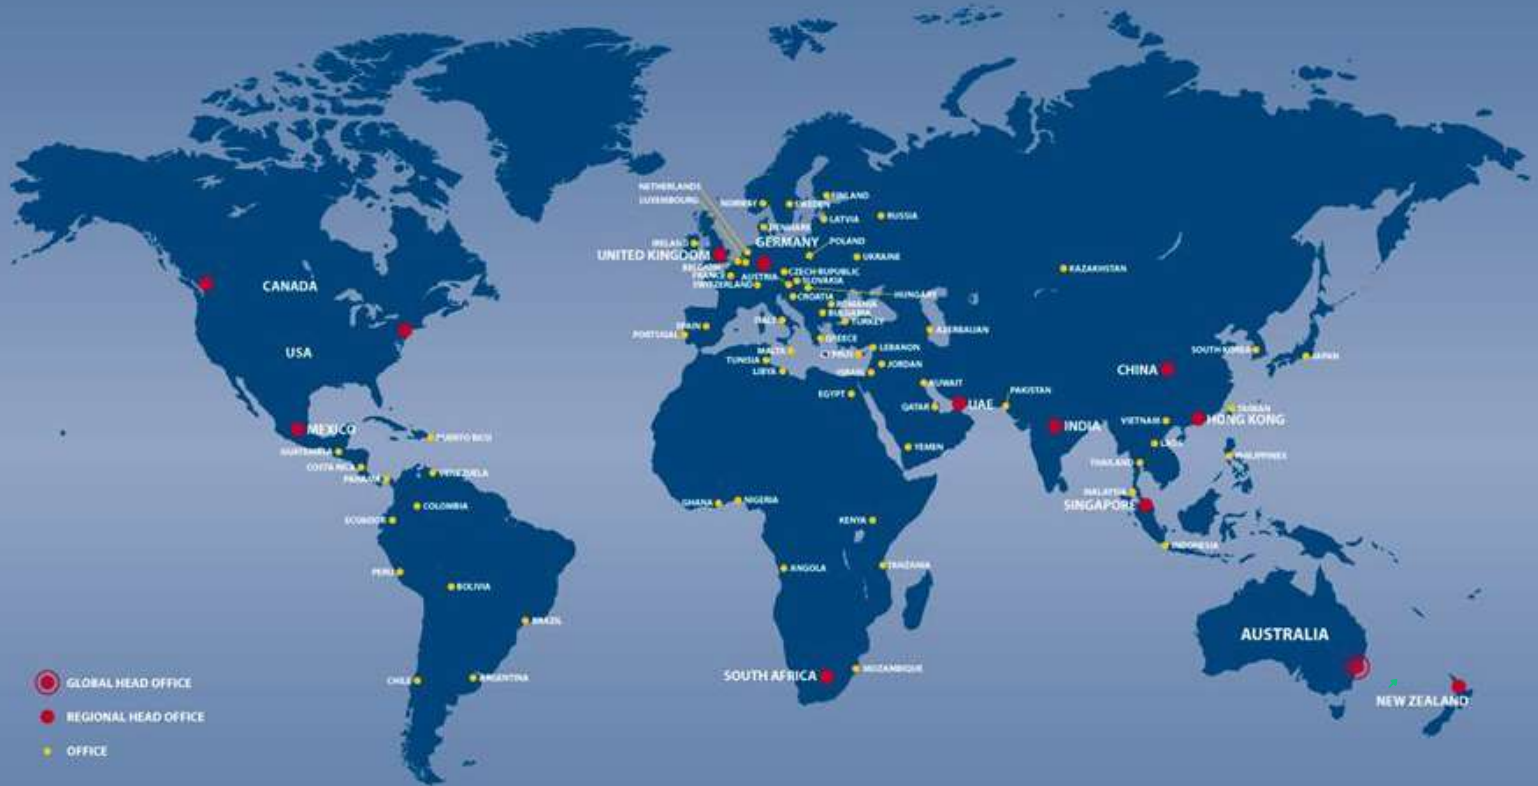 NETHERLANDS
LUXEMBOURG
NORWAY
SWEDEN
FINLAND
LATVIA
RUSSIA
DENMARK
IRELAND
GERMANY
POLAND
UNITED KINGDOM
UKRAINE
BELGIUM
FRANCE
AUSTRIA
CZECH RUPUBLIC
KAZAKHSTAN
SWIZERLAND
SLOVAKIA
CANADA
CROATIA
HUNGARY
ROMANIA
BULGARIA
ITALY
TURKEY
SPAIN
PORTUGAL
AZERBAIJAN
GREECE
USA
MALTA
LEBANON
SOUTH KOREA
JAPAN
TUNISIA
LIBYA
JORDAN
ISRAEL
CHINA
KUWAIT
EGYPT
PAKISTAN
QATAR
UAE
TAIWAN
VIETNAM
HONG KONG
INDIA
MEXICO
PUERTO RICO
LAOS
YEMEN
GUATEMALA
PHILIPPINES
THAILAND
COSTA RICA
VENEZUELA
PANAMA
MALAYSIA
COLOMBIA
GHANA
NIGERIA
SINGAPORE
ECUADOR
KENYA
INDONESIA
PERU
ANGOLA
TANZANIA
BOLIVIA
BRAZIL
AUSTRALIA
MOZAMBIQUE
SOUTH AFRICA
CHILE
ARGENTINA
NEW ZEALAND
GLOBAL HEAD OFFICE
REGIONAL HEAD OFFICE
OFFICE